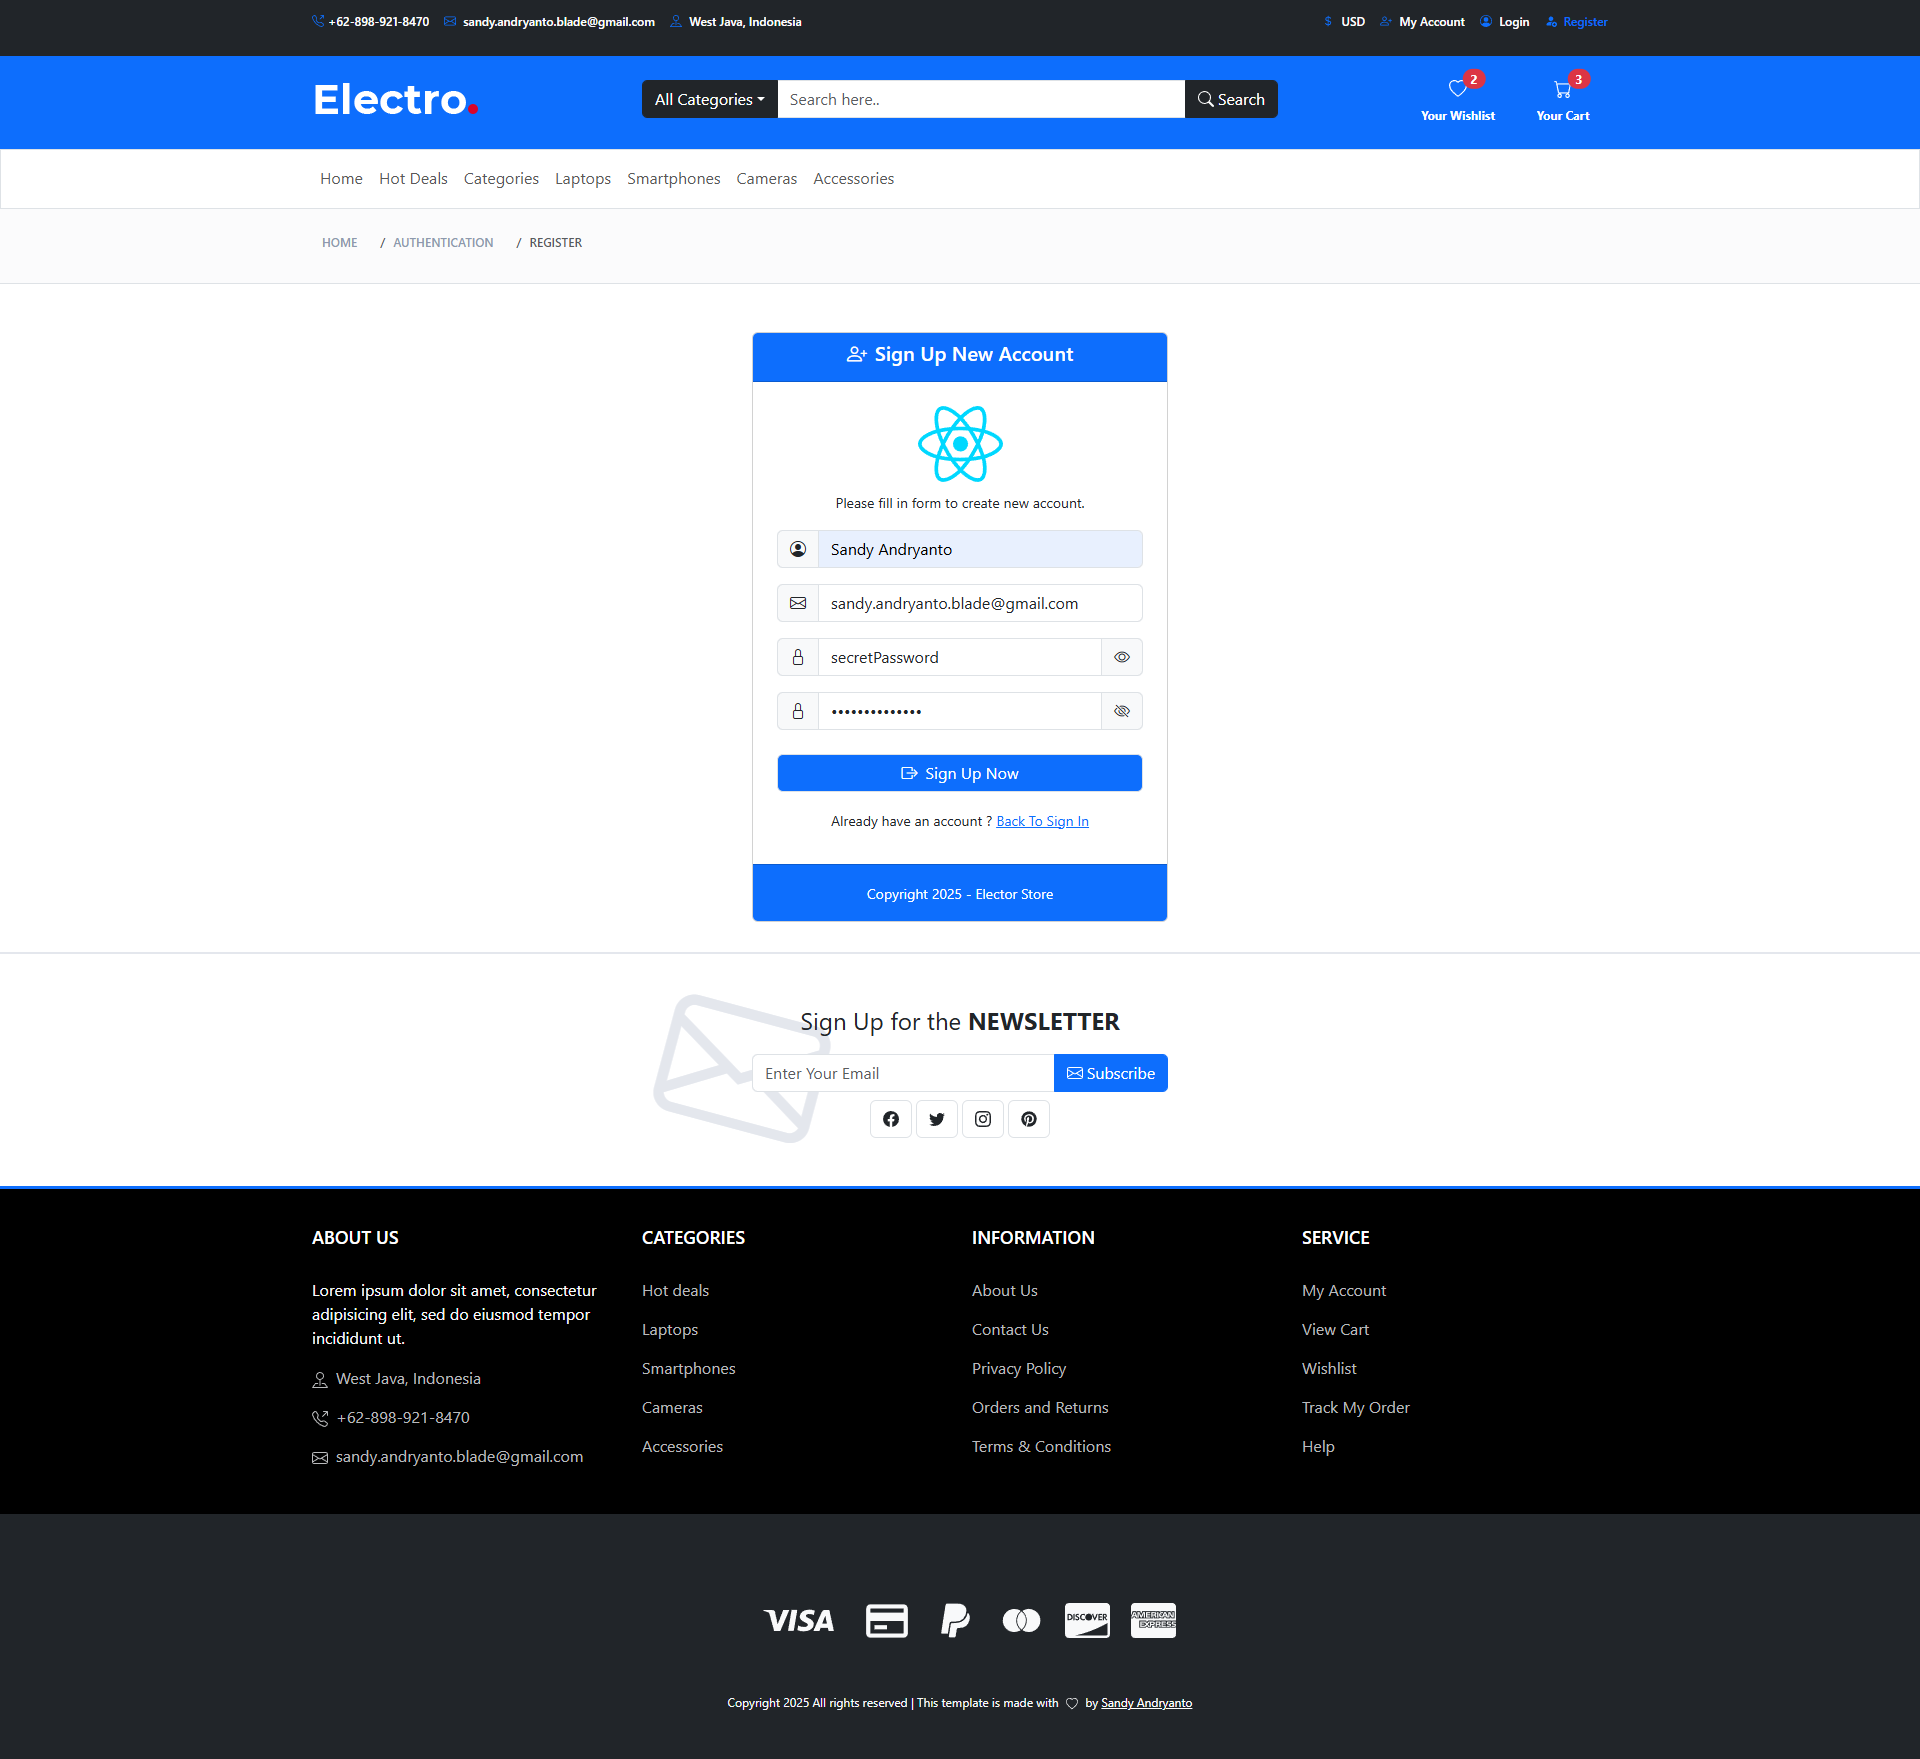 +62-898-921-8470 sandy.andryanto.blade@gmail.com West Java, Indonesia $ USD My Account Login Register
Electro.
All Categories Search here.. Search
2
Your Wishlist
3
Your Cart
Home Hot Deals Categories Laptops Smartphones Cameras Accessories
HOME / AUTHENTICATION / REGISTER
Sign Up New Account
Please fill in form to create new account.
Sandy Andryanto
sandy.andryanto.blade@gmail.com
secretPassword
••••••••••••••
Sign Up Now
Already have an account ? Back To Sign In
Copyright 2025 - Elector Store
Sign Up for the NEWSLETTER
Enter Your Email Subscribe
ABOUT US
Lorem ipsum dolor sit amet, consectetur
adipisicing elit, sed do eiusmod tempor
incididunt ut.
West Java, Indonesia
+62-898-921-8470
sandy.andryanto.blade@gmail.com
CATEGORIES
Hot deals
Laptops
Smartphones
Cameras
Accessories
INFORMATION
About Us
Contact Us
Privacy Policy
Orders and Returns
Terms & Conditions
SERVICE
My Account
View Cart
Wishlist
Track My Order
Help
VISA DISCOVER AMERICAN EXPRESS
Copyright 2025 All rights reserved | This template is made with by Sandy Andryanto